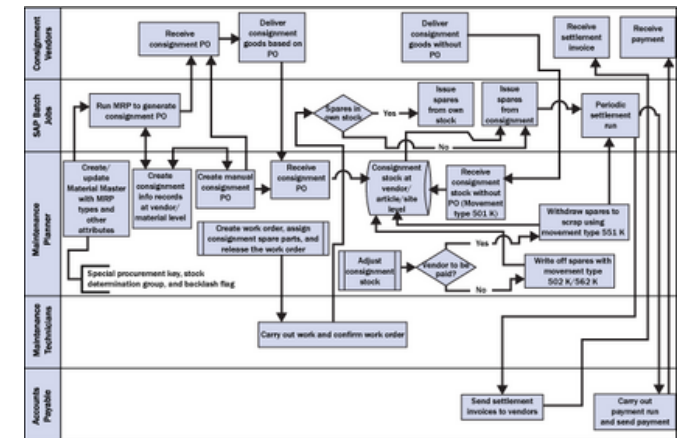 Consignment
Vendors
Receive
consignment PO
Deliver
consignment
goods based on
PO
Deliver
consignment
goods without PO
Receive
settlement
invoice
Receive
payment
SAP Batch
Jobs
Run MRP to generate
consignment PO
Spares in
own stock
Yes
No
Issue
spares
from own
stock
Issue
spares
from
consignment
Periodic
settlement
run
Maintenance
Planner
Create/
update
Material Master
with MRP
types and
other
attributes
Create
consignment
info records
at vendor/
material level
Create manual
consignment
PO
Receive
consignment
PO
Consignment
stock at
vendor/
article/site
level
Receive
consignment
stock without
PO (Movement
type 501 K)
Withdraw spares to
scrap using
movement type 551 K
Create work order, assign
consignment spare parts, and
release the work order
Special procurement key, stock
determination group, and backlash flag
Adjust
consignment
stock
Vendor to be
paid?
Yes
No
Write off spares with
movement type
502 K/562 K
Maintenance
Technicians
Carry out work and confirm work order
Accounts
Payable
Send settlement
invoices to vendors
Carry out
payment run
and send payment